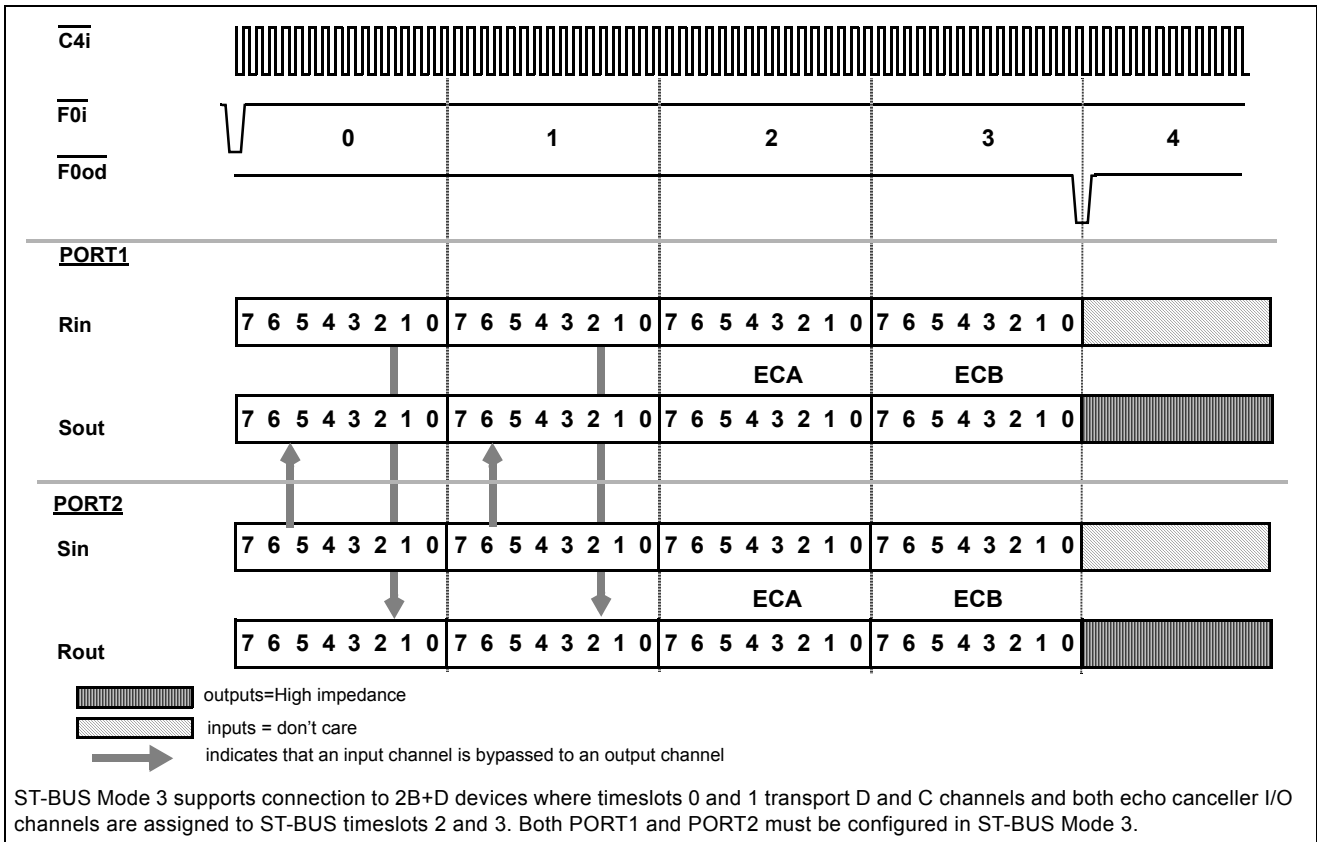 C4i
F0i
0 1 2 3 4
F0od
PORT1
Rin 7 6 5 4 3 2 1 0 7 6 5 4 3 2 1 0 7 6 5 4 3 2 1 0 7 6 5 4 3 2 1 0
ECA ECB
Sout 7 6 5 4 3 2 1 0 7 6 5 4 3 2 1 0 7 6 5 4 3 2 1 0 7 6 5 4 3 2 1 0
PORT2
Sin 7 6 5 4 3 2 1 0 7 6 5 4 3 2 1 0 7 6 5 4 3 2 1 0 7 6 5 4 3 2 1 0
ECA ECB
Rout 7 6 5 4 3 2 1 0 7 6 5 4 3 2 1 0 7 6 5 4 3 2 1 0 7 6 5 4 3 2 1 0
outputs=High impedance
inputs = don't care
indicates that an input channel is bypassed to an output channel
ST-BUS Mode 3 supports connection to 2B+D devices where timeslots 0 and 1 transport D and C channels and both echo canceller I/O
channels are assigned to ST-BUS timeslots 2 and 3. Both PORT1 and PORT2 must be configured in ST-BUS Mode 3.